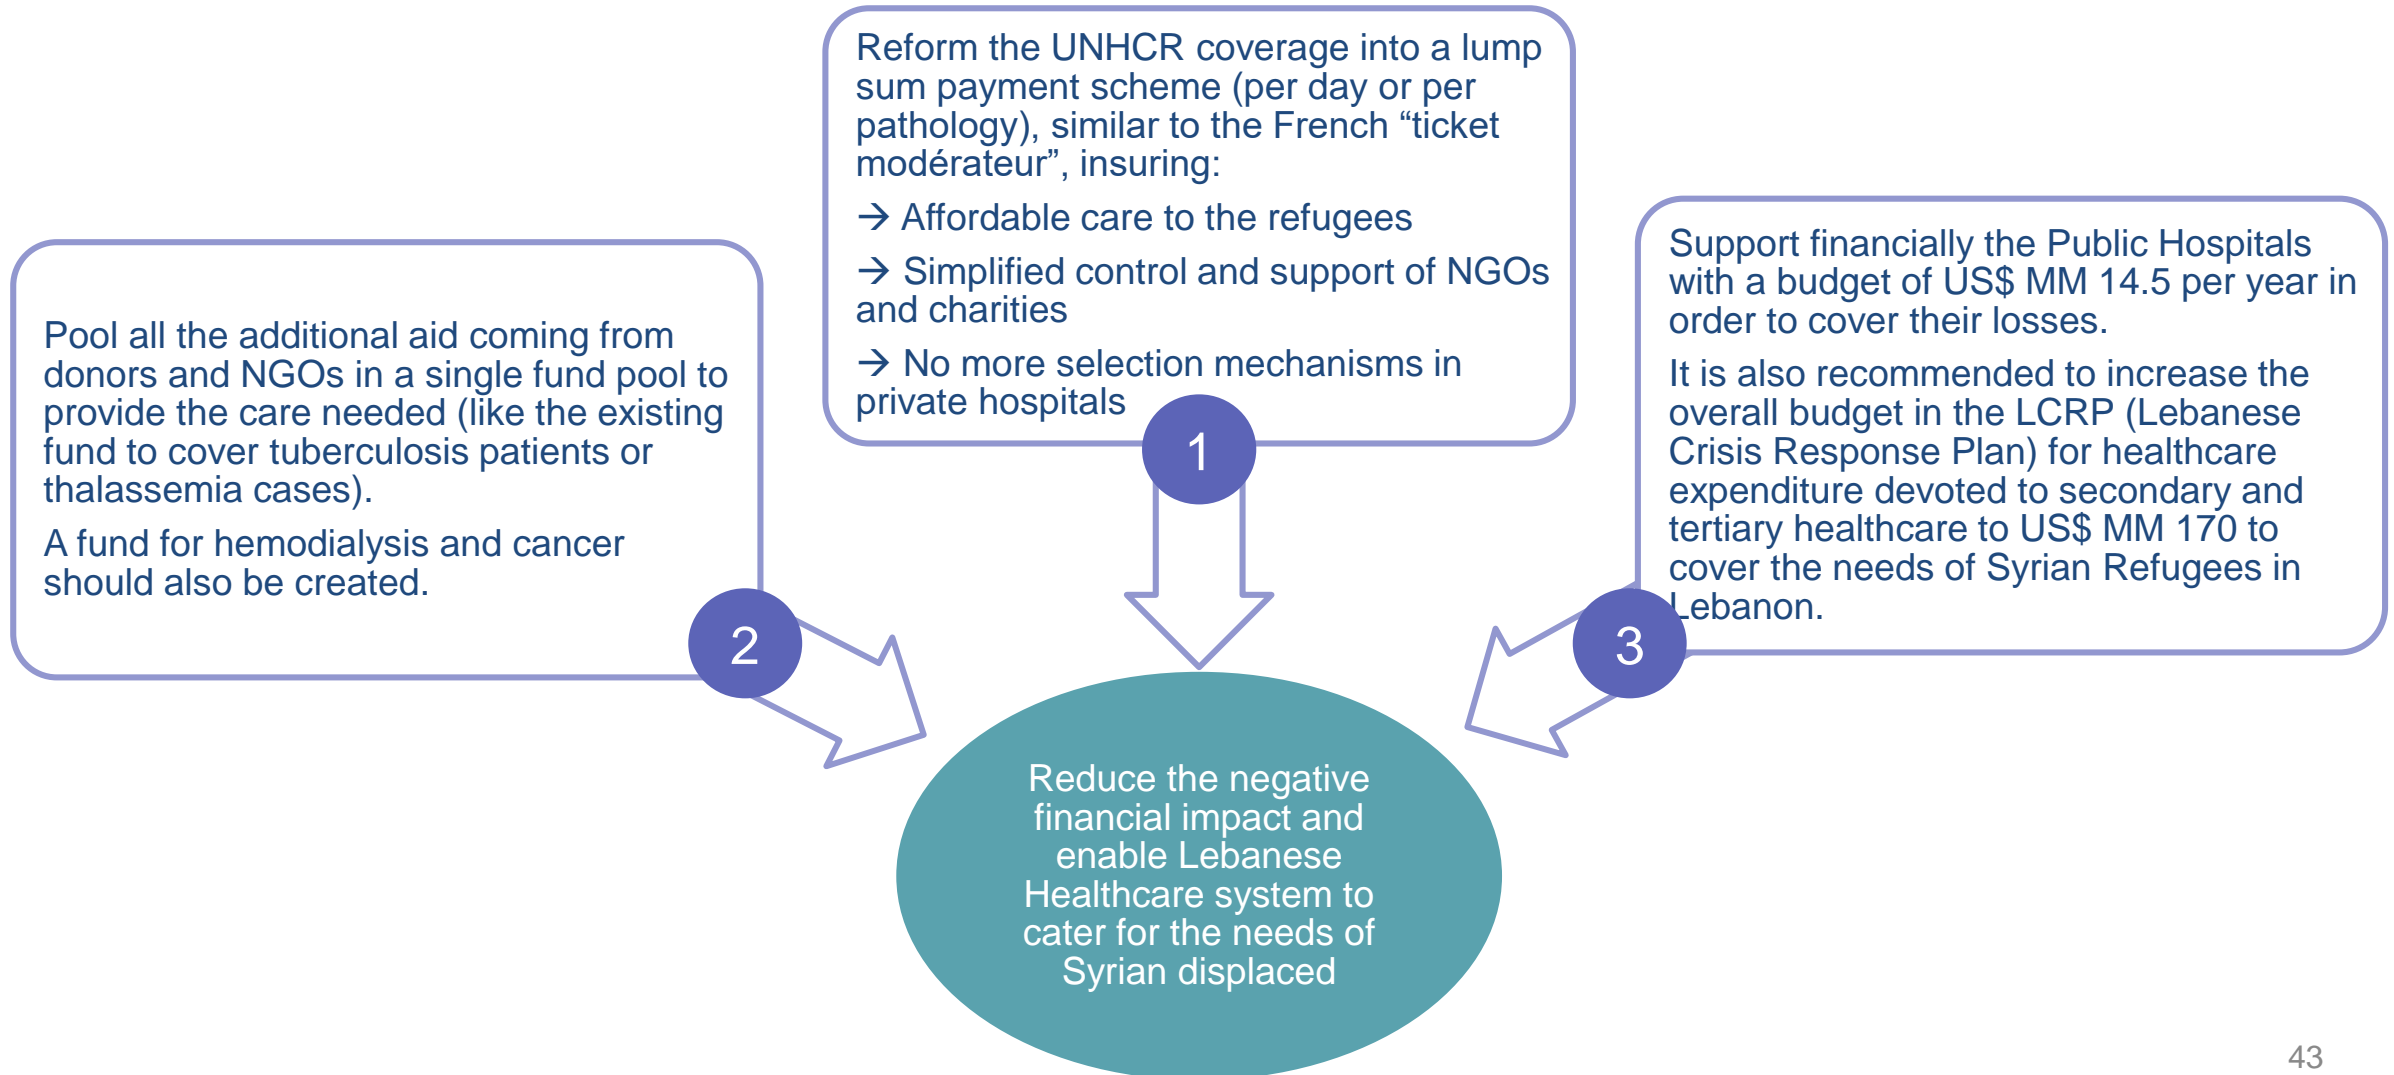 Reform the UNHCR coverage into a lump
sum payment scheme (per day or per
pathology), similar to the French “ticket
modérateur”, insuring:
→ Affordable care to the refugees
→ Simplified control and support of NGOs
and charities
→ No more selection mechanisms in
private hospitals
1
Pool all the additional aid coming from
donors and NGOs in a single fund pool to
provide the care needed (like the existing
fund to cover tuberculosis patients or
thalassemia cases).
A fund for hemodialysis and cancer
should also be created.
2
Support financially the Public Hospitals
with a budget of US$ MM 14.5 per year in
order to cover their losses.
It is also recommended to increase the
overall budget in the LCRP (Lebanese
Crisis Response Plan) for healthcare
expenditure devoted to secondary and
tertiary healthcare to US$ MM 170 to
cover the needs of Syrian Refugees in
Lebanon.
3
Reduce the negative
financial impact and
enable Lebanese
Healthcare system to
cater for the needs of
Syrian displaced
43